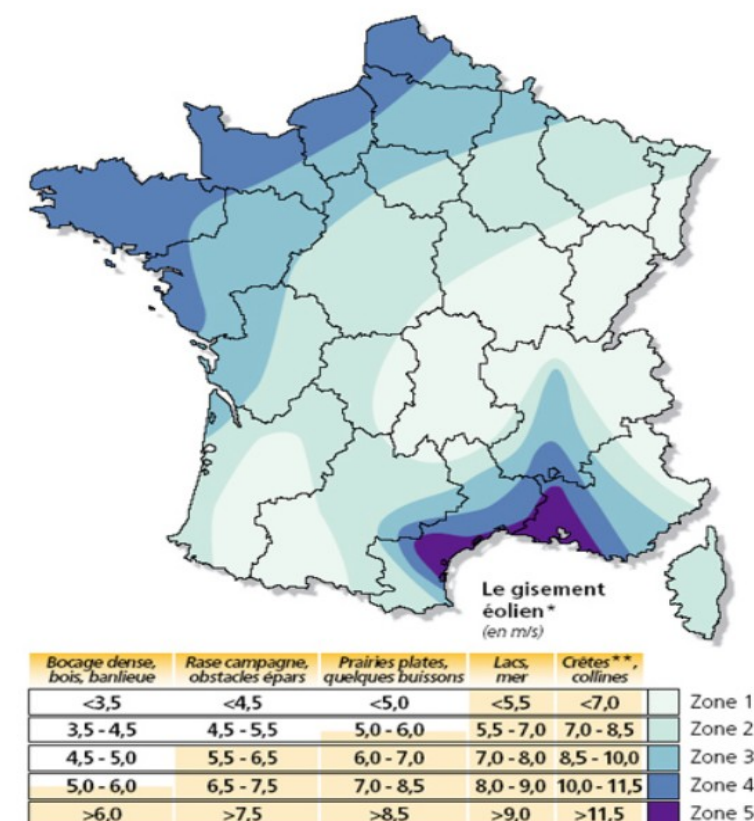 Le gisement
éolien*
(en m/s)
Bocage dense, bois, banlieue Rase campagne, obstacles épars Prairies plates, quelques buissons Lacs, mer Crêtes**, collines
<3,5 <4,5 <5,0 <5,5 <7,0 Zone 1
3,5 - 4,5 4,5 - 5,5 5,0 - 6,0 5,5 - 7,0 7,0 - 8,5 Zone 2
4,5 - 5,0 5,5 - 6,5 6,0 - 7,0 7,0 - 8,0 8,5 - 10,0 Zone 3
5,0 - 6,0 6,5 - 7,5 7,0 - 8,5 8,0 - 9,0 10,0 - 11,5 Zone 4
>6,0 >7,5 >8,5 >9,0 >11,5 Zone 5